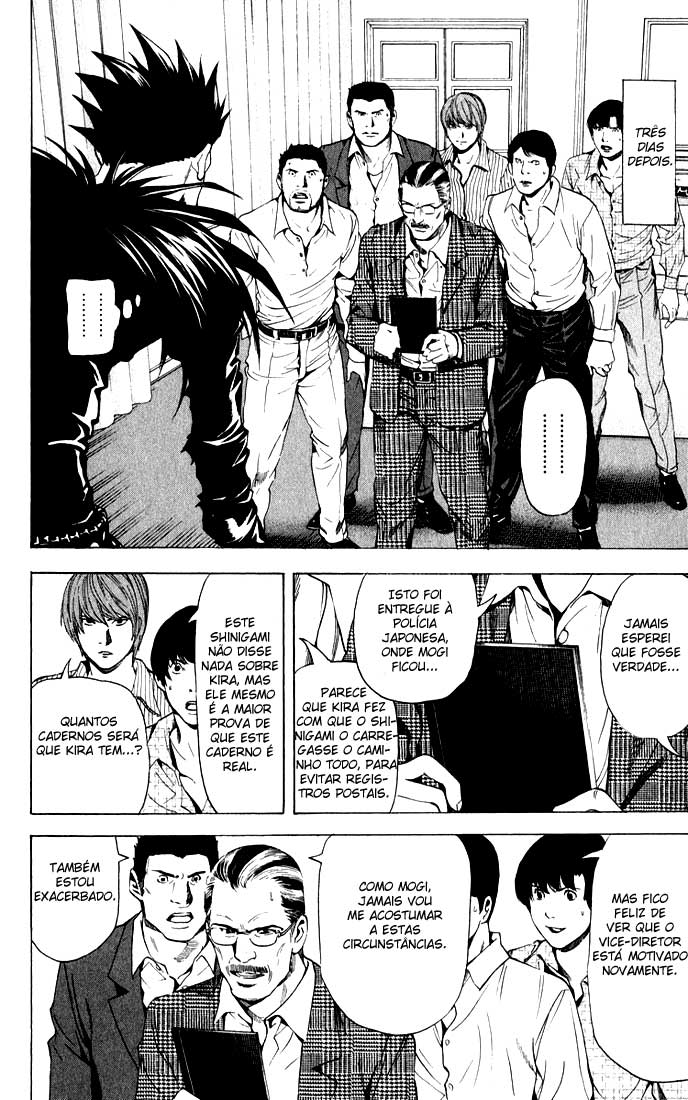 TRÊS
DIAS
DEPOIS.
.......
.......
JAMAIS
ESPEREI
QUE FOSSE
VERDADE...
ISTO FOI
ENTREGUE À
POLÍCIA
JAPONESA,
ONDE MOGI
FICOU...
PARECE
QUE KIRA FEZ
COM QUE O SHI-
NIGAMI O CARRE-
GASSE O CAMI-
NHO TODO, PARA
EVITAR REGIS-
TROS POSTAIS.
ESTE
SHINIGAMI
NÃO DISSE
NADA SOBRE
KIRA, MAS
ELE MESMO
É A MAIOR
PROVA DE
QUE ESTE
CADERNO É
REAL.
QUANTOS
CADERNOS SERÁ
QUE KIRA TEM...?
MAS FICO
FELIZ DE
VER QUE O
VICE-DIRETOR
ESTÁ MOTIVADO
NOVAMENTE.
COMO MOGI,
JAMAIS VOU
ME ACOSTUMAR
A ESTAS
CIRCUNSTÂNCIAS.
TAMBÉM
ESTOU
EXACERBADO.